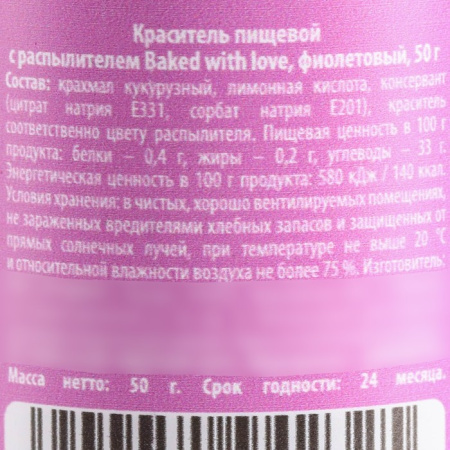 Краситель пищевой
с распылителем Baked with love, фиолетовый, 50 г
Состав: крахмал кукурузный, лимонная кислота, консервант
(цитрат натрия Е331, сорбат натрия Е201), краситель
соответственно цвету распылителя. Пищевая ценность в 100 г
продукта: белки – 0,4 г, жиры – 0,2 г, углеводы – 33 г.
Энергетическая ценность в 100 г продукта: 580 кДж / 140 ккал.
Условия хранения: в чистых, хорошо вентилируемых помещениях,
не зараженных вредителями хлебных запасов и защищенных от
прямых солнечных лучей, при температуре не выше 20 °С
и относительной влажности воздуха не более 75 %. Изготовитель:
Масса нетто: 50 г. Срок годности: 24 месяца.